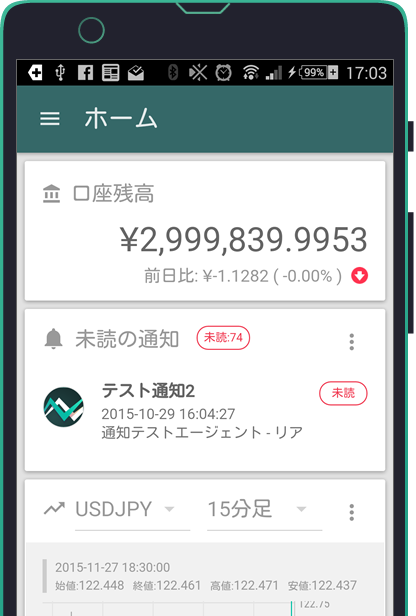 99% 17:03
ホーム
口座残高
¥2,999,839.9953
前日比: ¥-1.1282 ( -0.00% )
未読の通知 未読:74
テスト通知2 未読
2015-10-29 16:04:27
通知テストエージェント - リア
USDJPY 15分足
2015-11-27 18:30:00
始値:122.448 終値:122.461 高値:122.471 安値:122.437
122.75